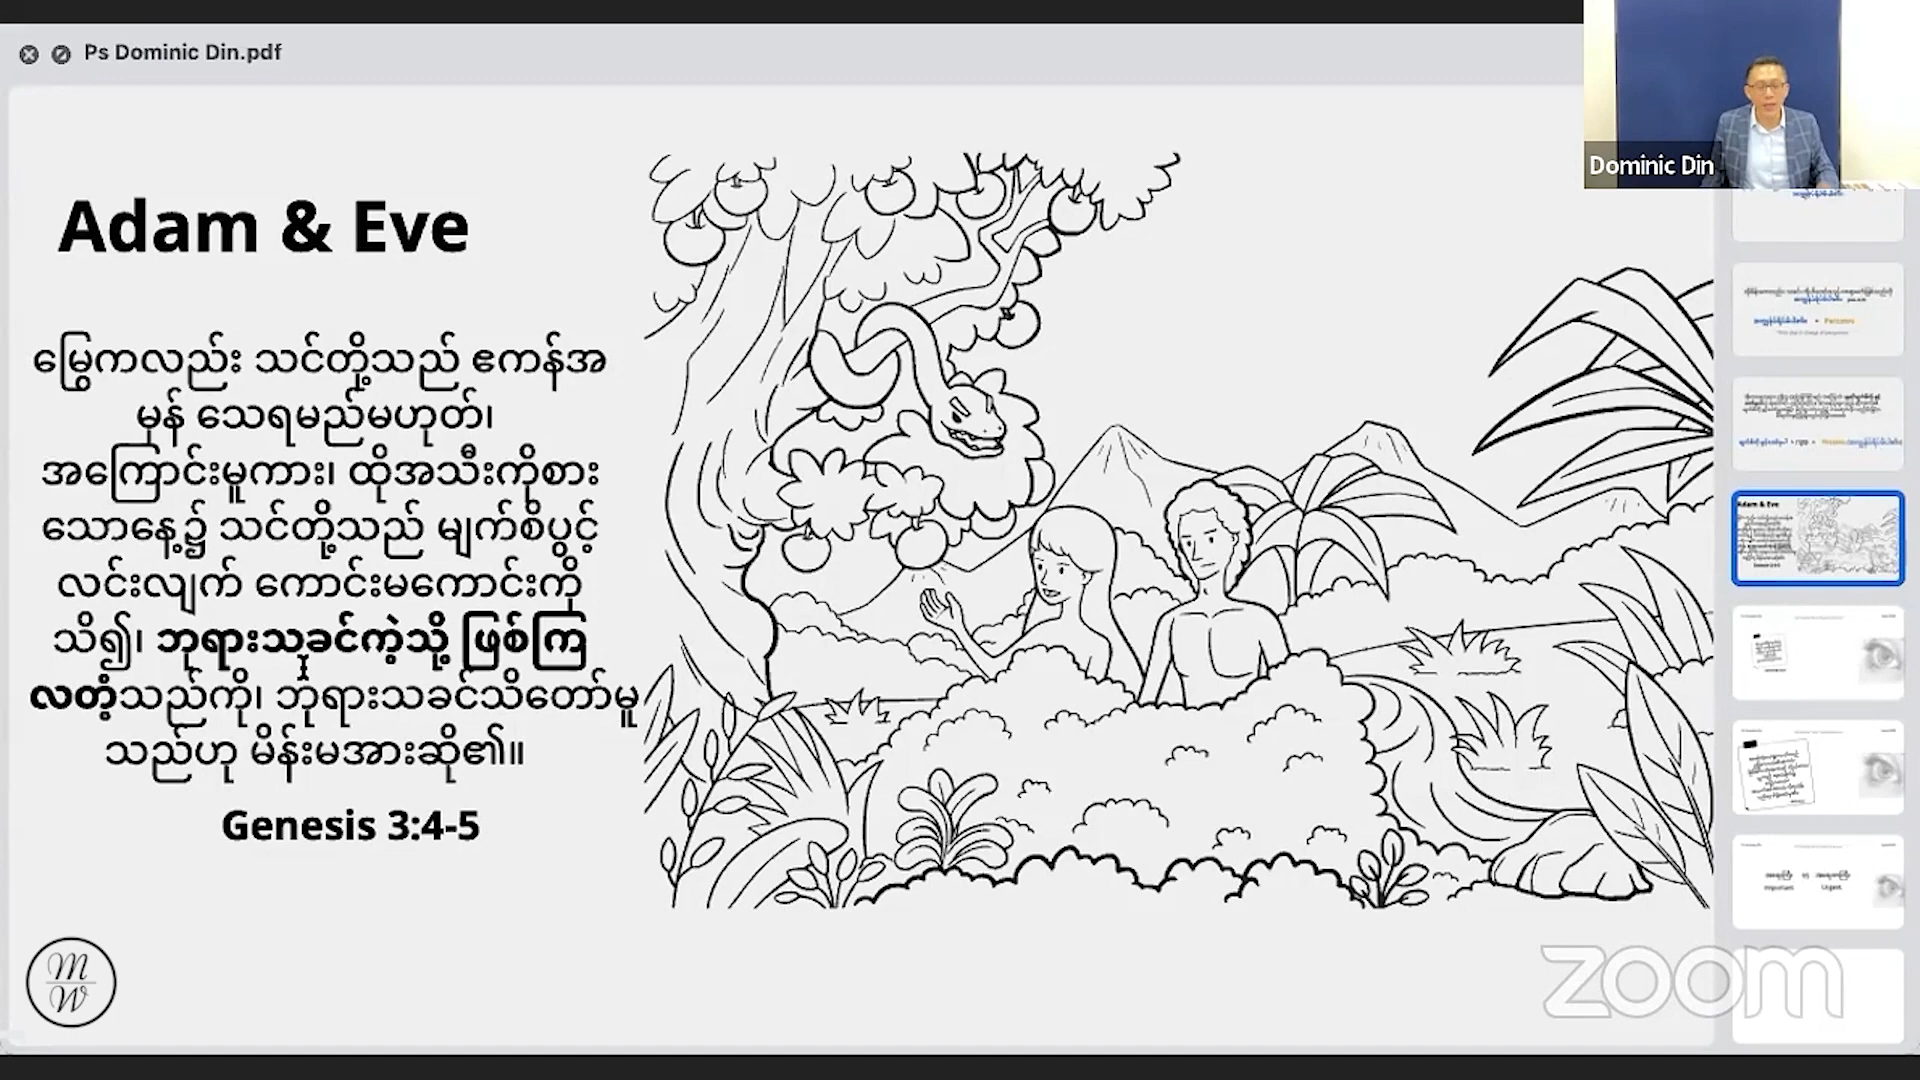 Ps Dominic Din.pdf
Dominic Din
Adam & Eve
မြွေကလည်း သင်တို့သည် ဧကန်အ
မှန် သေရမည်မဟုတ်၊
အကြောင်းမူကား၊ ထိုအသီးကိုစား
သောနေ့၌ သင်တို့သည် မျက်စိပွင့်
လင်းလျက် ကောင်းမကောင်းကို
သိ၍၊ ဘုရားသခင်ကဲ့သို့ ဖြစ်ကြ
လတံ့သည်ကို၊ ဘုရားသခင်သိတော်မူ
သည်ဟု မိန်းမအားဆို၏။
Genesis 3:4-5
M
W
Adam & Eve
Important
Urgent
zoom